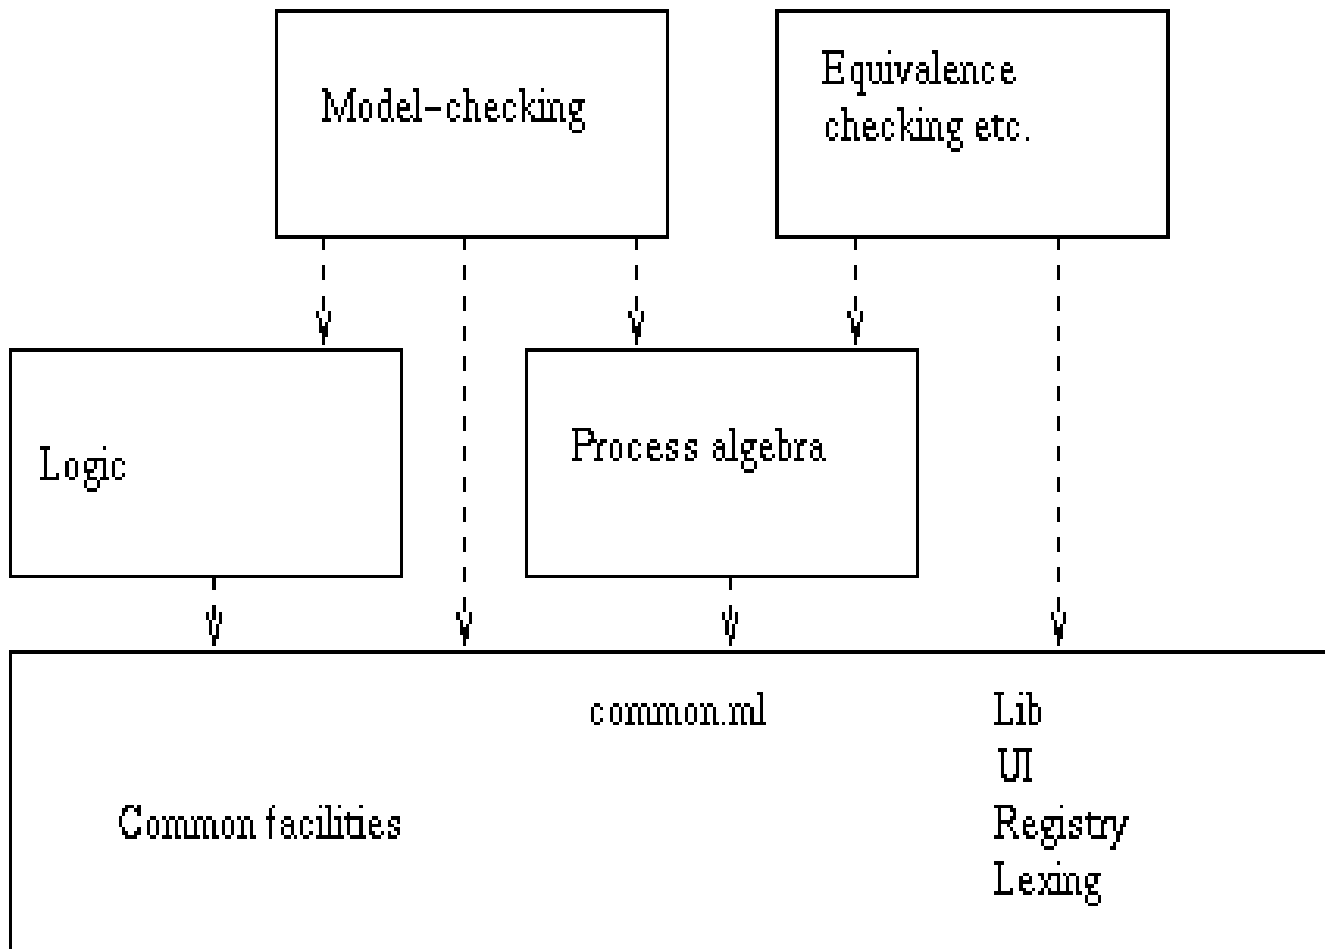 Model-checking
Equivalence
checking etc.
Logic
Process algebra
common.ml
Lib
UI
Common facilities
Registry
Lexing